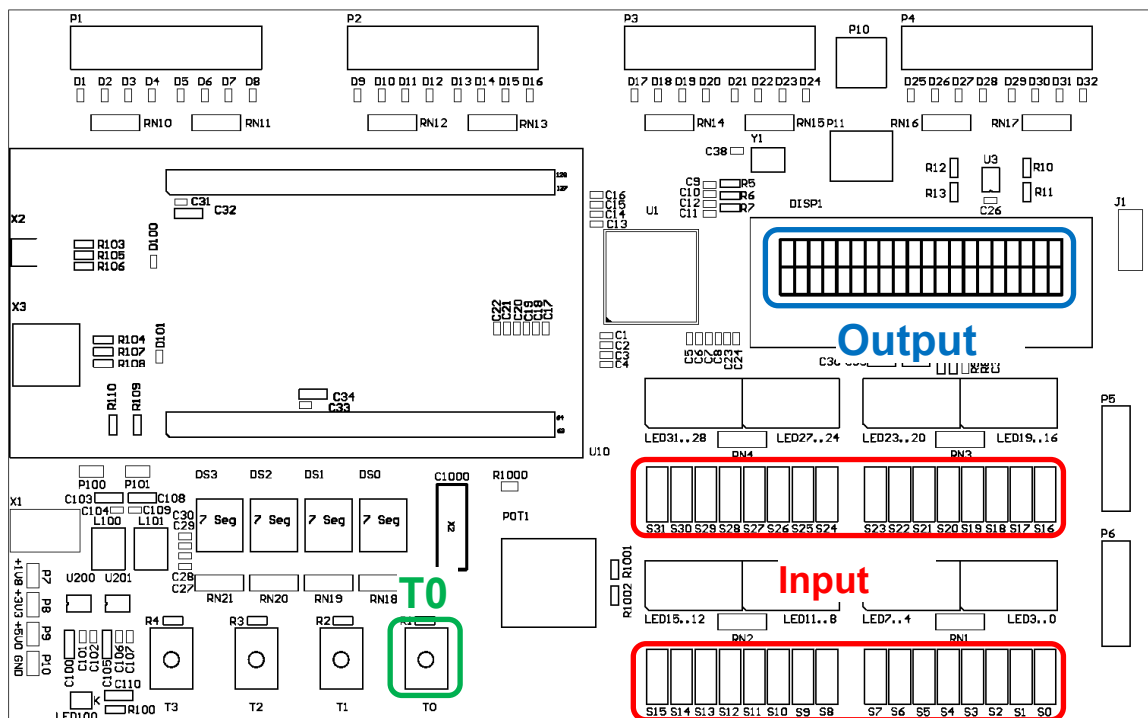 P1 P2 P3 P10 P4
D1 D2 D3 D4 D5 D6 D7 D8 D9 D10 D11 D12 D13 D14 D15 D16 D17 D18 D19 D20 D21 D22 D23 D24 D25 D26 D27 D28 D29 D30 D31 D32
RN10 RN11 RN12 RN13 RN14 RN15 P11 RN16 RN17
C38 Y1
R12 U3 R10
R13 R11
C26
128
127
C31
C32
C9 R5
C10 R6
C12 R7
C11
C16
C15
C14
C13
U1
DISP1
J1
X2
R103
R105
R106
D100
X3
R104
R107
R108
D101
R110 R109
C22 C21 C20 C19 C18 C17
C1
C2
C3
C4
C5 C6 C7 C8 C23 C24
Output
C34
C33
64
63
U10
LED31..28 LED27..24 LED23..20 LED19..16
RN4 RN3
P5
S31 S30 S29 S28 S27 S26 S25 S24 S23 S22 S21 S20 S19 S18 S17 S16
P100 P101
C103 C108
C104 C109
X1
L100 L101
DS3 DS2 DS1 DS0
C1000
R1000
7 Seg 7 Seg 7 Seg 7 Seg
X2
C30
C29
C28
C27
POT1
R1001
R1002
P6
+1V8 P7
+3V3 P8
+5V0 P9
GND P10
U200 U201
RN21 RN20 RN19 RN18
T0
Input
LED15..12 LED11..8 LED7..4 LED3..0
RN2 RN1
R4 R3 R2 R1
C100 C101 C102 C105 C106 C107
C110
R100
K
LED100
T3 T2 T1 T0
S15 S14 S13 S12 S11 S10 S9 S8 S7 S6 S5 S4 S3 S2 S1 S0